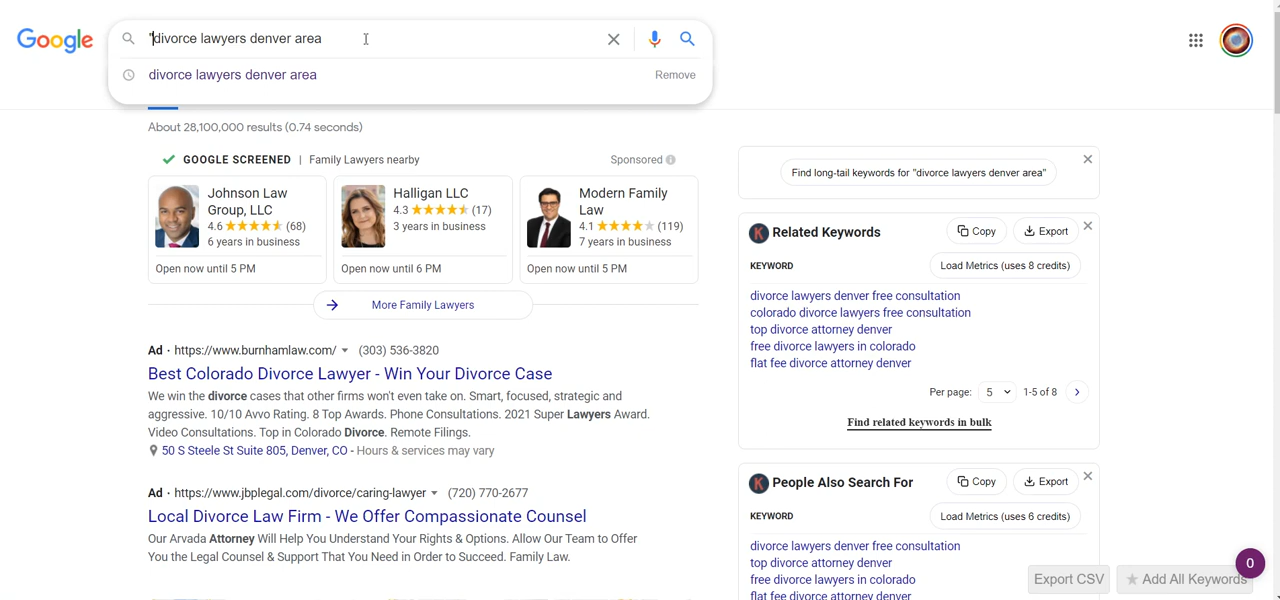 Google
"divorce lawyers denver area
divorce lawyers denver area
Remove
About 28,100,000 results (0.74 seconds)
GOOGLE SCREENED | Family Lawyers nearby
Sponsored
Johnson Law
Group, LLC
4.6 (68)
6 years in business
Open now until 5 PM
Halligan LLC
4.3 (17)
3 years in business
Open now until 6 PM
Modern Family
Law
4.1 (119)
7 years in business
Open now until 5 PM
More Family Lawyers
Ad · https://www.burnhamlaw.com/ (303) 536-3820
Best Colorado Divorce Lawyer - Win Your Divorce Case
We win the divorce cases that other firms won't even take on. Smart, focused, strategic and
aggressive. 10/10 Avvo Rating. 8 Top Awards. Phone Consultations. 2021 Super Lawyers Award.
Video Consultations. Top in Colorado Divorce. Remote Filings.
50 S Steele St Suite 805, Denver, CO - Hours & services may vary
Ad · https://www.jbplegal.com/divorce/caring-lawyer (720) 770-2677
Local Divorce Law Firm - We Offer Compassionate Counsel
Our Arvada Attorney Will Help You Understand Your Rights & Options. Allow Our Team to Offer
You the Legal Counsel & Support That You Need in Order to Succeed. Family Law.
Find long-tail keywords for "divorce lawyers denver area"
K Related Keywords
Copy
Export
KEYWORD
Load Metrics (uses 8 credits)
divorce lawyers denver free consultation
colorado divorce lawyers free consultation
top divorce attorney denver
free divorce lawyers in colorado
flat fee divorce attorney denver
Per page: 5 1-5 of 8
Find related keywords in bulk
K People Also Search For
Copy
Export
KEYWORD
Load Metrics (uses 6 credits)
divorce lawyers denver free consultation
top divorce attorney denver
free divorce lawyers in colorado
flat fee divorce attorney denver
0
Export CSV
Add All Keywords